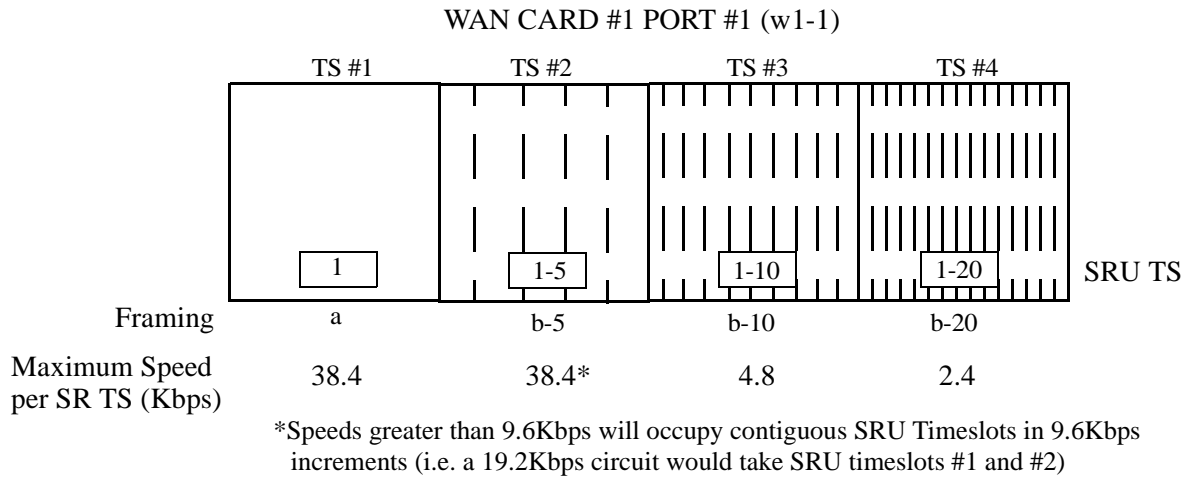 WAN CARD #1 PORT #1 (w1-1)
TS #1 TS #2 TS #3 TS #4
1 1-5 1-10 1-20 SRU TS
Framing a b-5 b-10 b-20
Maximum Speed
per SR TS (Kbps) 38.4 38.4* 4.8 2.4
*Speeds greater than 9.6Kbps will occupy contiguous SRU Timeslots in 9.6Kbps
increments (i.e. a 19.2Kbps circuit would take SRU timeslots #1 and #2)